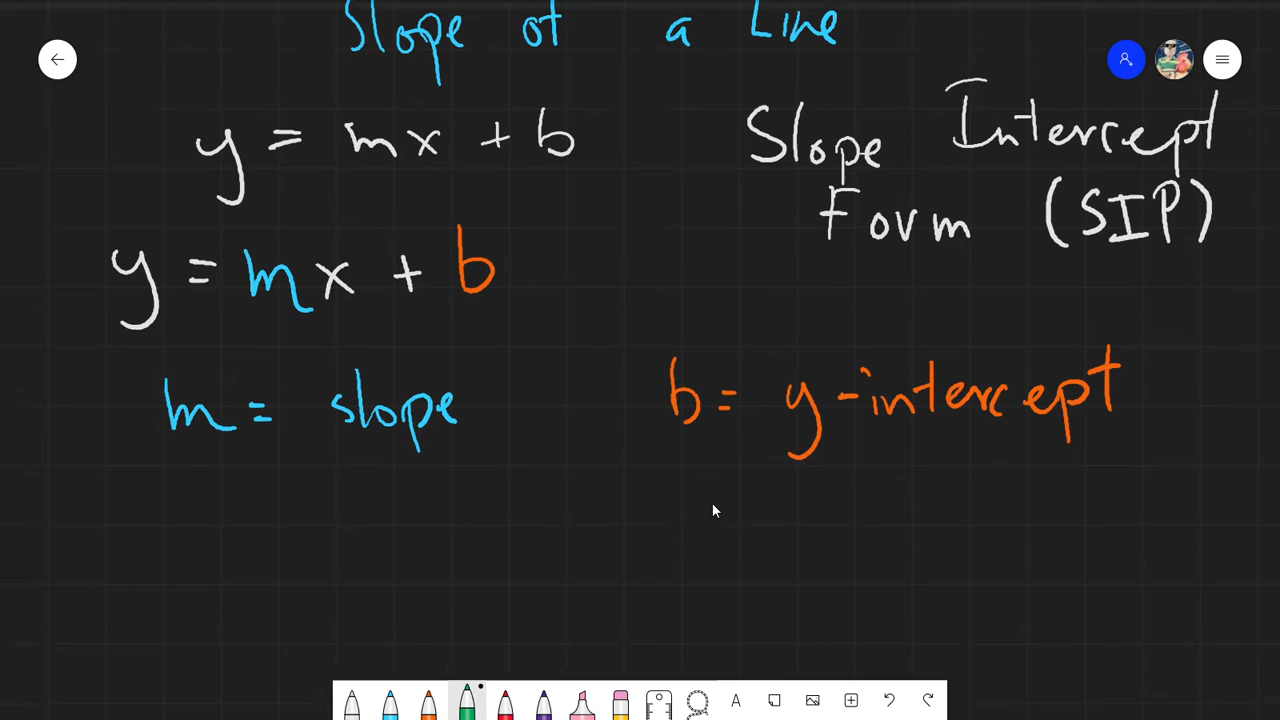 Slope of a Line
y = mx + b
Slope Intercept
Form (SIP)
y = mx + b
m = slope
b = y-intercept
A